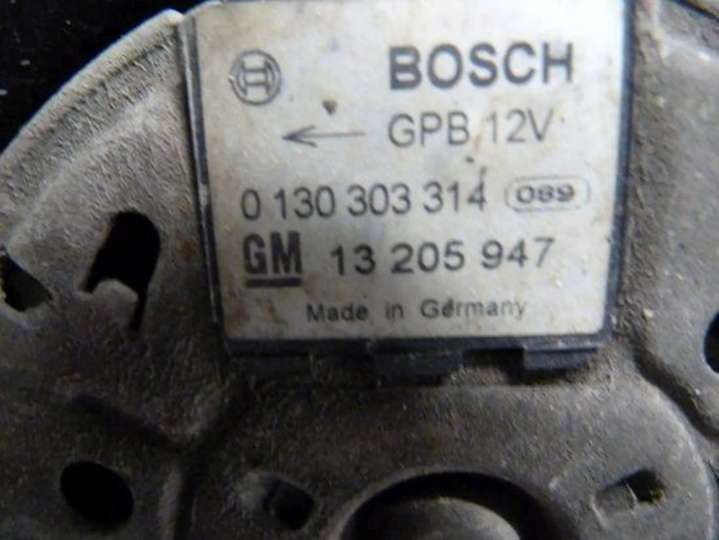 BOSCH
GPB 12V
0 130 303 314 089
GM 13 205 947
Made in Germany